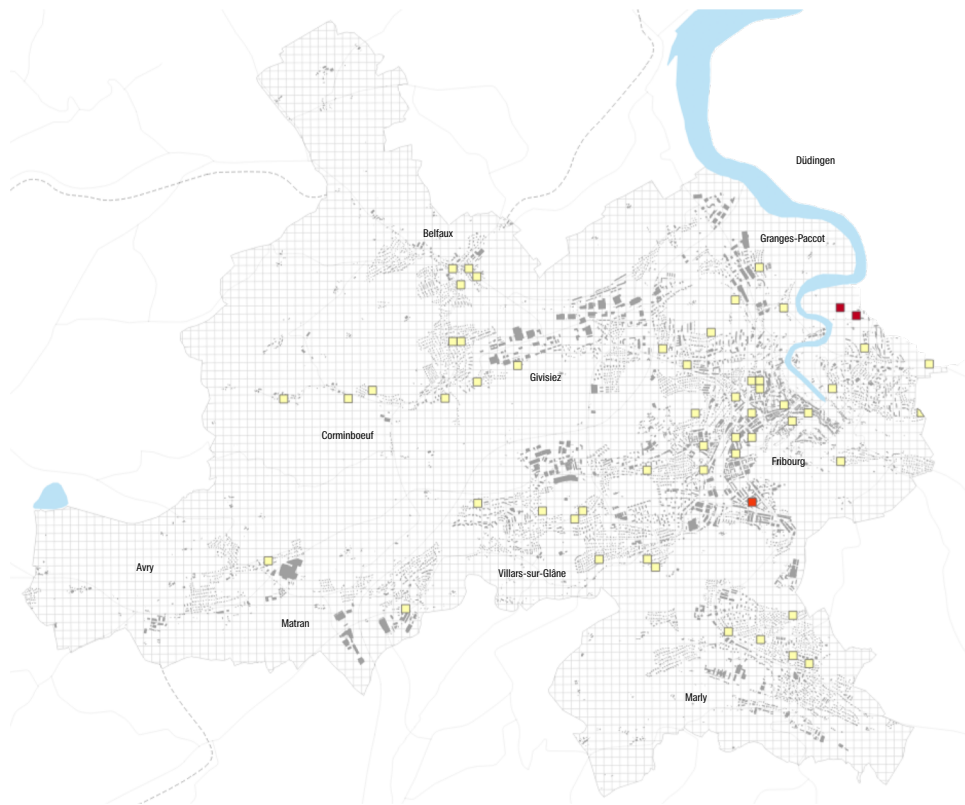 Düdingen
Belfaux
Granges-Paccot
Givisiez
Corminboeuf
Fribourg
Avry
Villars-sur-Glâne
Matran
Marly